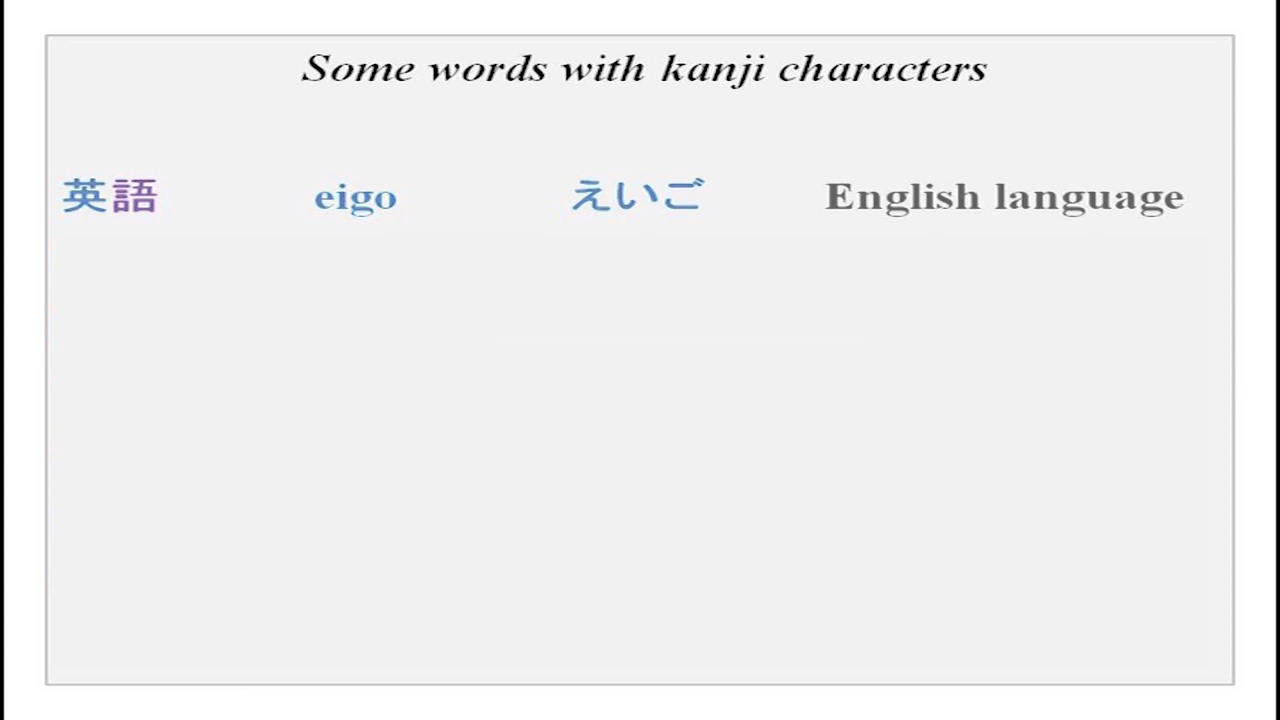 Some words with kanji characters
英語 eigo えいご English language